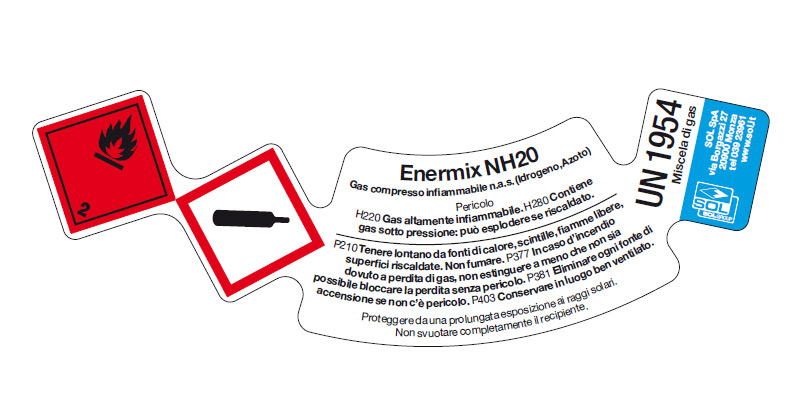 2
Enermix NH20
Gas compresso infiammabile n.a.s. (Idrogeno, Azoto)
Pericolo
H220 Gas altamente infiammabile. H280 Contiene
gas sotto pressione: può esplodere se riscaldato.
P210 Tenere lontano da fonti di calore, scintille, fiamme libere,
superfici riscaldate. Non fumare. P377 In caso d'incendio
dovuto a perdita di gas, non estinguere a meno che non sia
possibile bloccare la perdita senza pericolo. P381 Eliminare ogni fonte di
accensione se non c'è pericolo. P403 Conservare in luogo ben ventilato.
Proteggere da una prolungata esposizione ai raggi solari.
Non svuotare completamente il recipiente.
UN 1954
Miscela di gas
SOL SpA
via Borgazzi 27
20900 Monza
tel 039 23961
www.sol.it
SOL
SOLGROUP